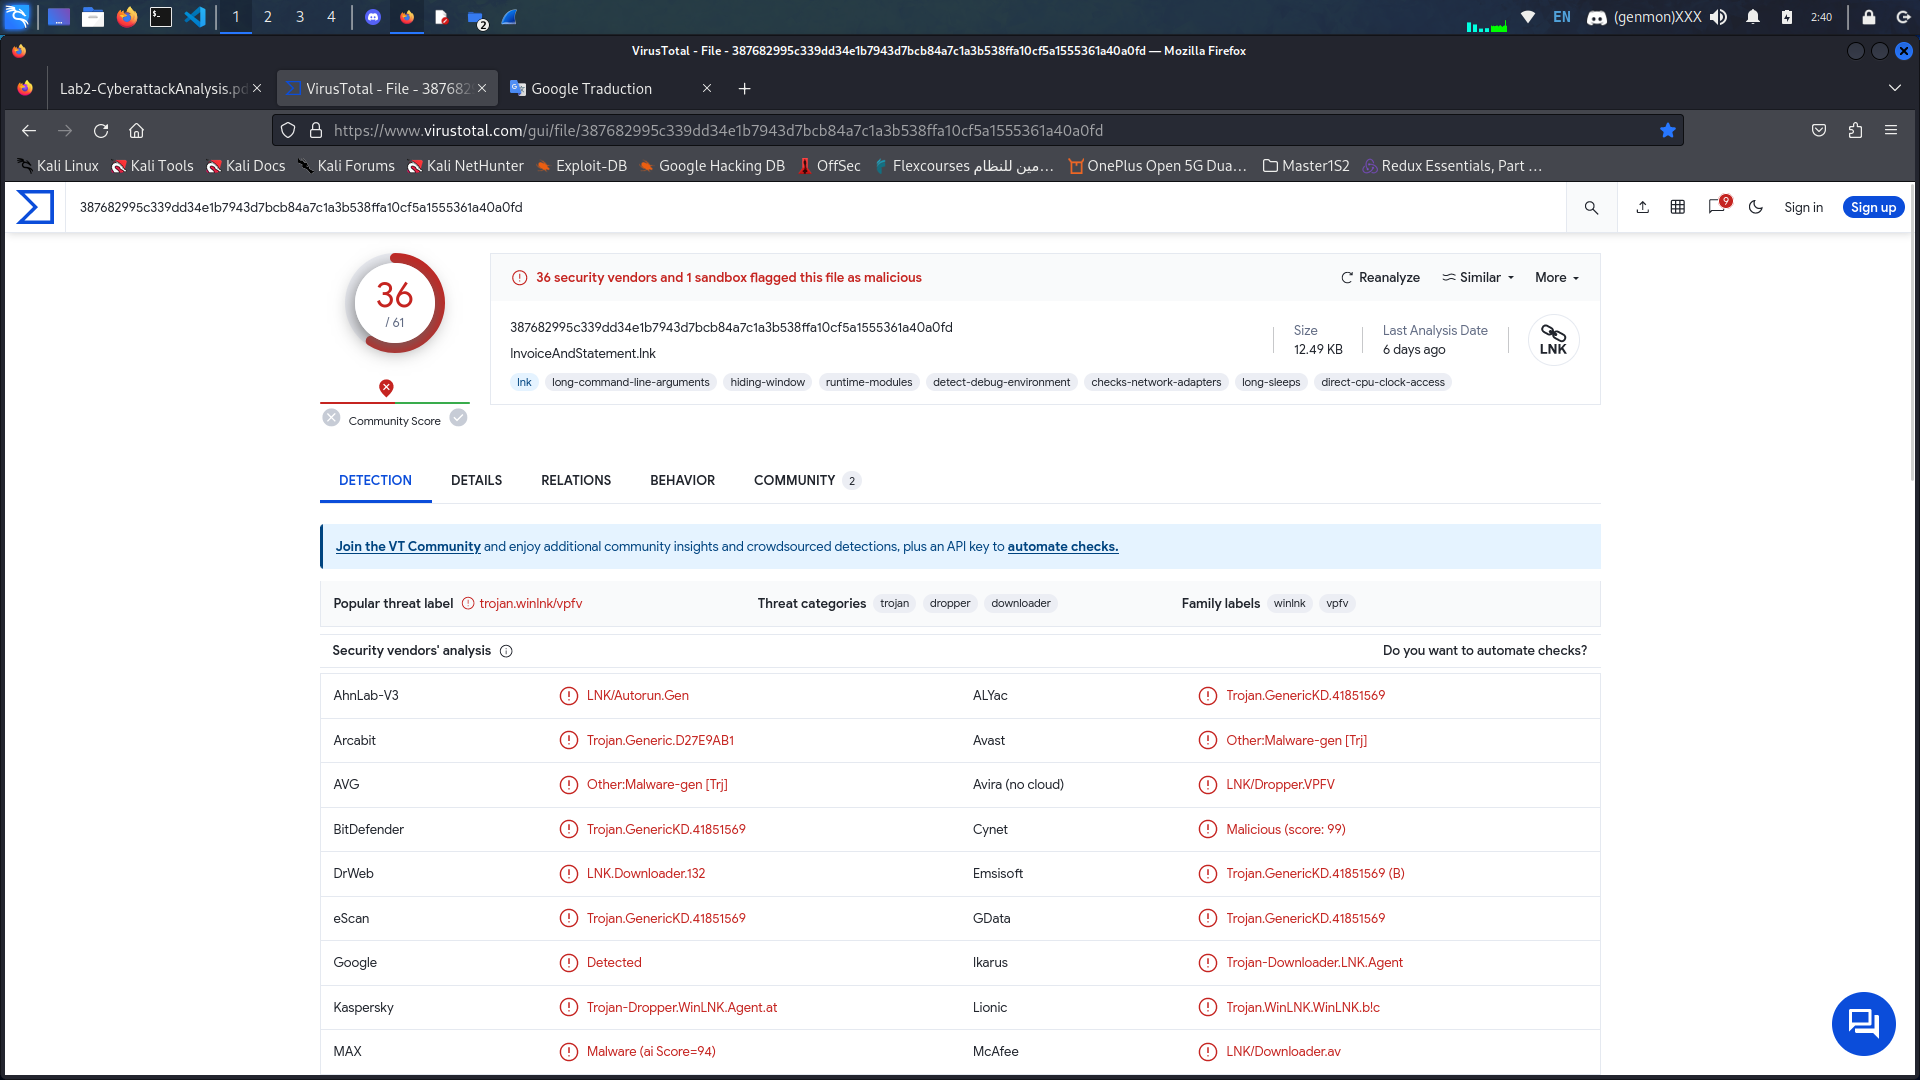 1 2 3 4 2 EN (genmon)XXX 2:40
VirusTotal - File - 387682995c339dd34e1b7943d7bcb84a7c1a3b538ffa10cf5a1555361a40a0fd — Mozilla Firefox
Lab2-CyberattackAnalysis.pd VirusTotal - File - 387682 Google Traduction
https://www.virustotal.com/gui/file/387682995c339dd34e1b7943d7bcb84a7c1a3b538ffa10cf5a1555361a40a0fd
Kali Linux Kali Tools Kali Docs Kali Forums Kali NetHunter Exploit-DB Google Hacking DB OffSec Flexcourses مين للنظام… OnePlus Open 5G Dua… Master1S2 Redux Essentials, Part …
387682995c339dd34e1b7943d7bcb84a7c1a3b538ffa10cf5a1555361a40a0fd 9 Sign in Sign up
36
/ 61
Community Score
36 security vendors and 1 sandbox flagged this file as malicious Reanalyze Similar More
387682995c339dd34e1b7943d7bcb84a7c1a3b538ffa10cf5a1555361a40a0fd
InvoiceAndStatement.lnk
Size
12.49 KB
Last Analysis Date
6 days ago
LNK
lnk long-command-line-arguments hiding-window runtime-modules detect-debug-environment checks-network-adapters long-sleeps direct-cpu-clock-access
DETECTION DETAILS RELATIONS BEHAVIOR COMMUNITY 2
Join the VT Community and enjoy additional community insights and crowdsourced detections, plus an API key to automate checks.
Popular threat label trojan.winlnk/vpfv Threat categories trojan dropper downloader Family labels winlnk vpfv
Security vendors' analysis Do you want to automate checks?
AhnLab-V3 LNK/Autorun.Gen ALYac Trojan.GenericKD.41851569
Arcabit Trojan.Generic.D27E9AB1 Avast Other:Malware-gen [Trj]
AVG Other:Malware-gen [Trj] Avira (no cloud) LNK/Dropper.VPFV
BitDefender Trojan.GenericKD.41851569 Cynet Malicious (score: 99)
DrWeb LNK.Downloader.132 Emsisoft Trojan.GenericKD.41851569 (B)
eScan Trojan.GenericKD.41851569 GData Trojan.GenericKD.41851569
Google Detected Ikarus Trojan-Downloader.LNK.Agent
Kaspersky Trojan-Dropper.WinLNK.Agent.at Lionic Trojan.WinLNK.WinLNK.b!c
MAX Malware (ai Score=94) McAfee LNK/Downloader.av